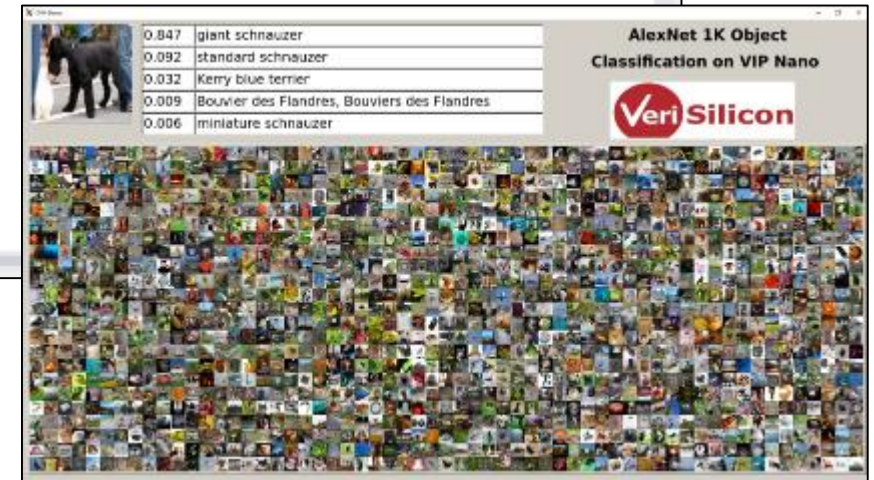 0.847 giant schnauzer
0.092 standard schnauzer
0.032 Kerry blue terrier
0.009 Bouvier des Flandres, Bouviers des Flandres
0.006 miniature schnauzer
AlexNet 1K Object
Classification on VIP Nano
VeriSilicon